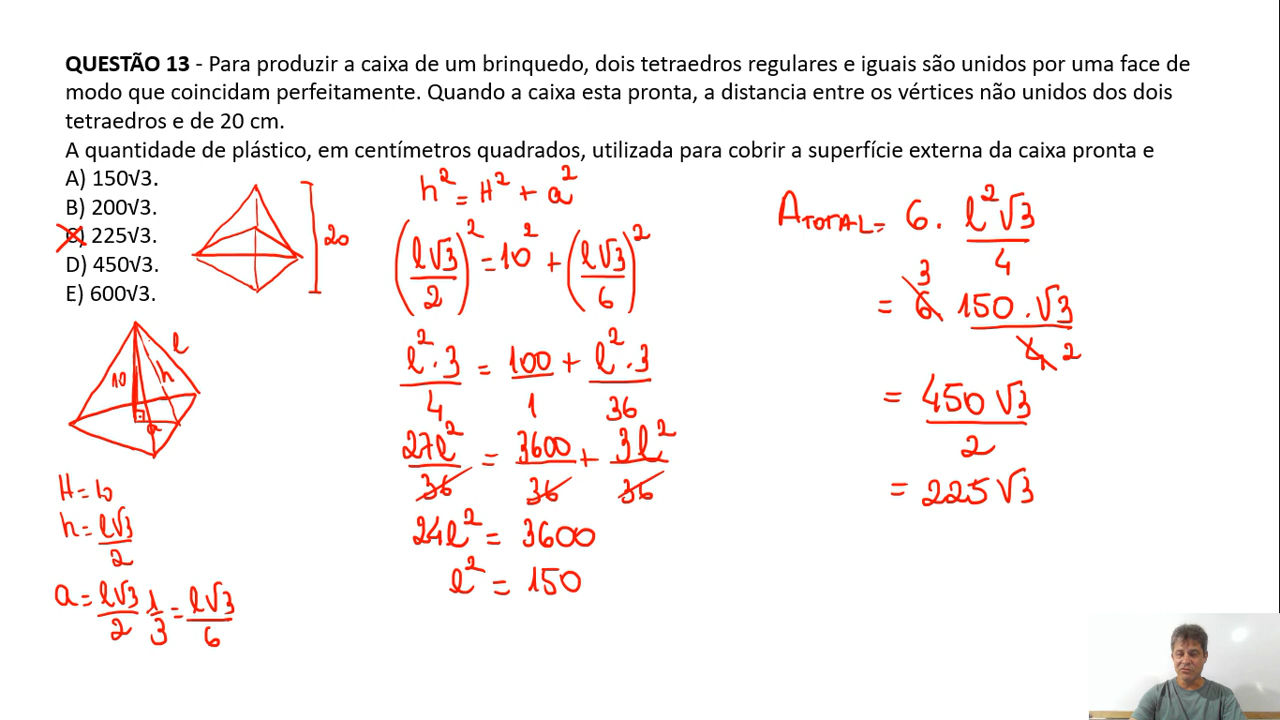 QUESTÃO 13 - Para produzir a caixa de um brinquedo, dois tetraedros regulares e iguais são unidos por uma face de
modo que coincidam perfeitamente. Quando a caixa esta pronta, a distancia entre os vértices não unidos dos dois
tetraedros e de 20 cm.
A quantidade de plástico, em centímetros quadrados, utilizada para cobrir a superfície externa da caixa pronta e
A) 150√3.
B) 200√3.
C) 225√3.
D) 450√3.
E) 600√3.
20
l
10
h
a
H = 10
h = l√3/2
a = l√3/2 1/3 = l√3/6
h² = H² + a²
(l√3/2)² = 10² + (l√3/6)²
l²·3/4 = 100/1 + l²·3/36
27l²/36 = 3600/36 + 3l²/36
24l² = 3600
l² = 150
A TOTAL = 6 · l²√3/4
= 6 3 150·√3/4 2
= 450√3/2
= 225√3